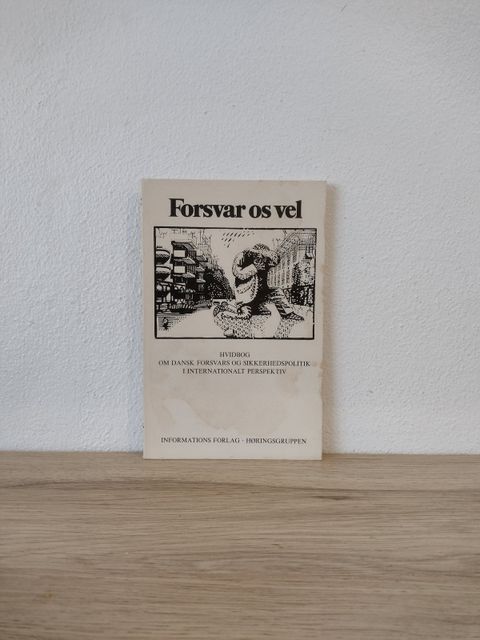 Forsvar os vel
HVIDBOG
OM DANSK FORSVARS OG SIKKERHEDSPOLITIK
I INTERNATIONALT PERSPEKTIV
INFORMATIONS FORLAG · HØRINGSGRUPPEN